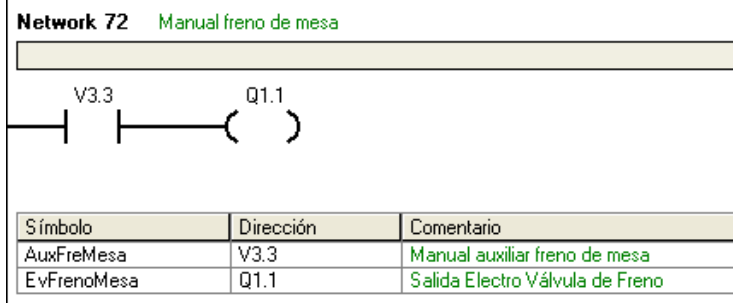 Network 72 Manual freno de mesa
V3.3 Q1.1
Símbolo Dirección Comentario
AuxFreMesa V3.3 Manual auxiliar freno de mesa
EvFrenoMesa Q1.1 Salida Electro Válvula de Freno